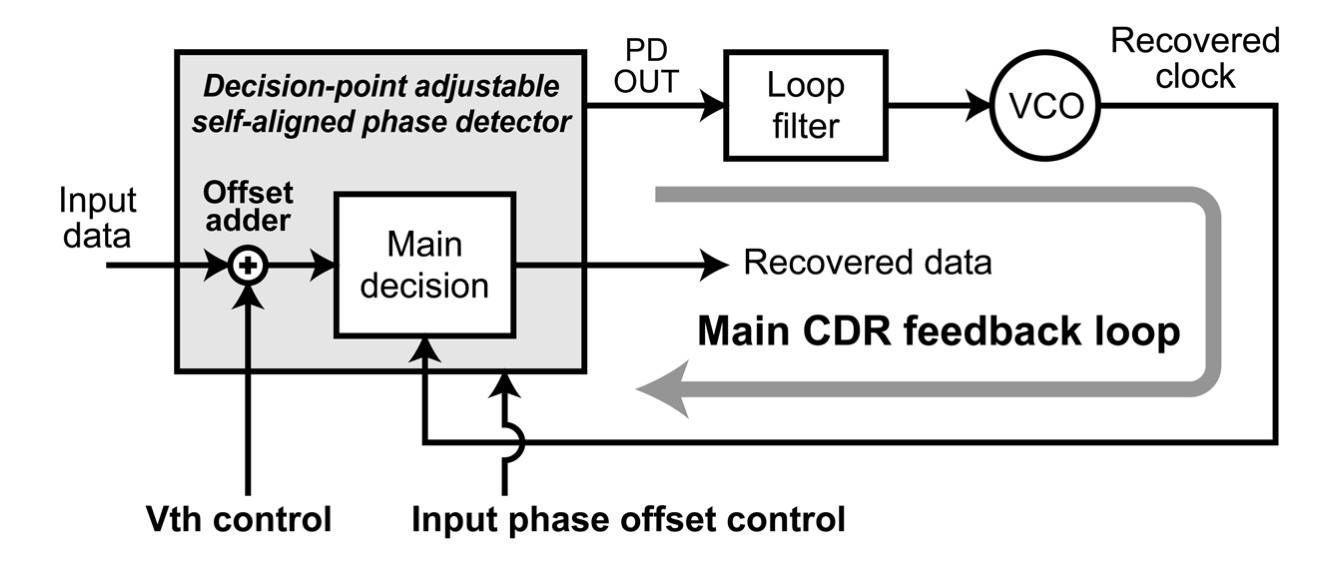 Decision-point adjustable
self-aligned phase detector
PD
OUT
Loop
filter
VCO
Recovered
clock
Input
data
Offset
adder
+
Main
decision
Recovered data
Main CDR feedback loop
Vth control
Input phase offset control